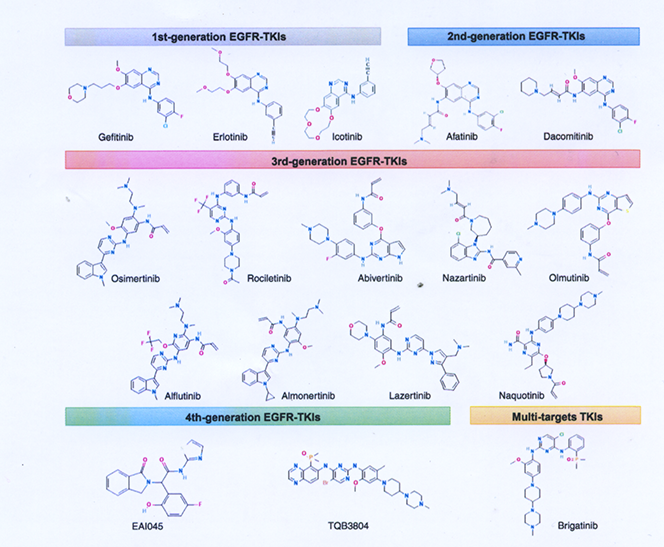 1st-generation EGFR-TKIs
2nd-generation EGFR-TKIs
Gefitinib
Erlotinib
Icotinib
Afatinib
Dacomitinib
3rd-generation EGFR-TKIs
Osimertinib
Rociletinib
Abivertinib
Nazartinib
Olmutinib
Alflutinib
Almonertinib
Lazertinib
Naquotinib
4th-generation EGFR-TKIs
Multi-targets TKIs
EAI045
TQB3804
Brigatinib